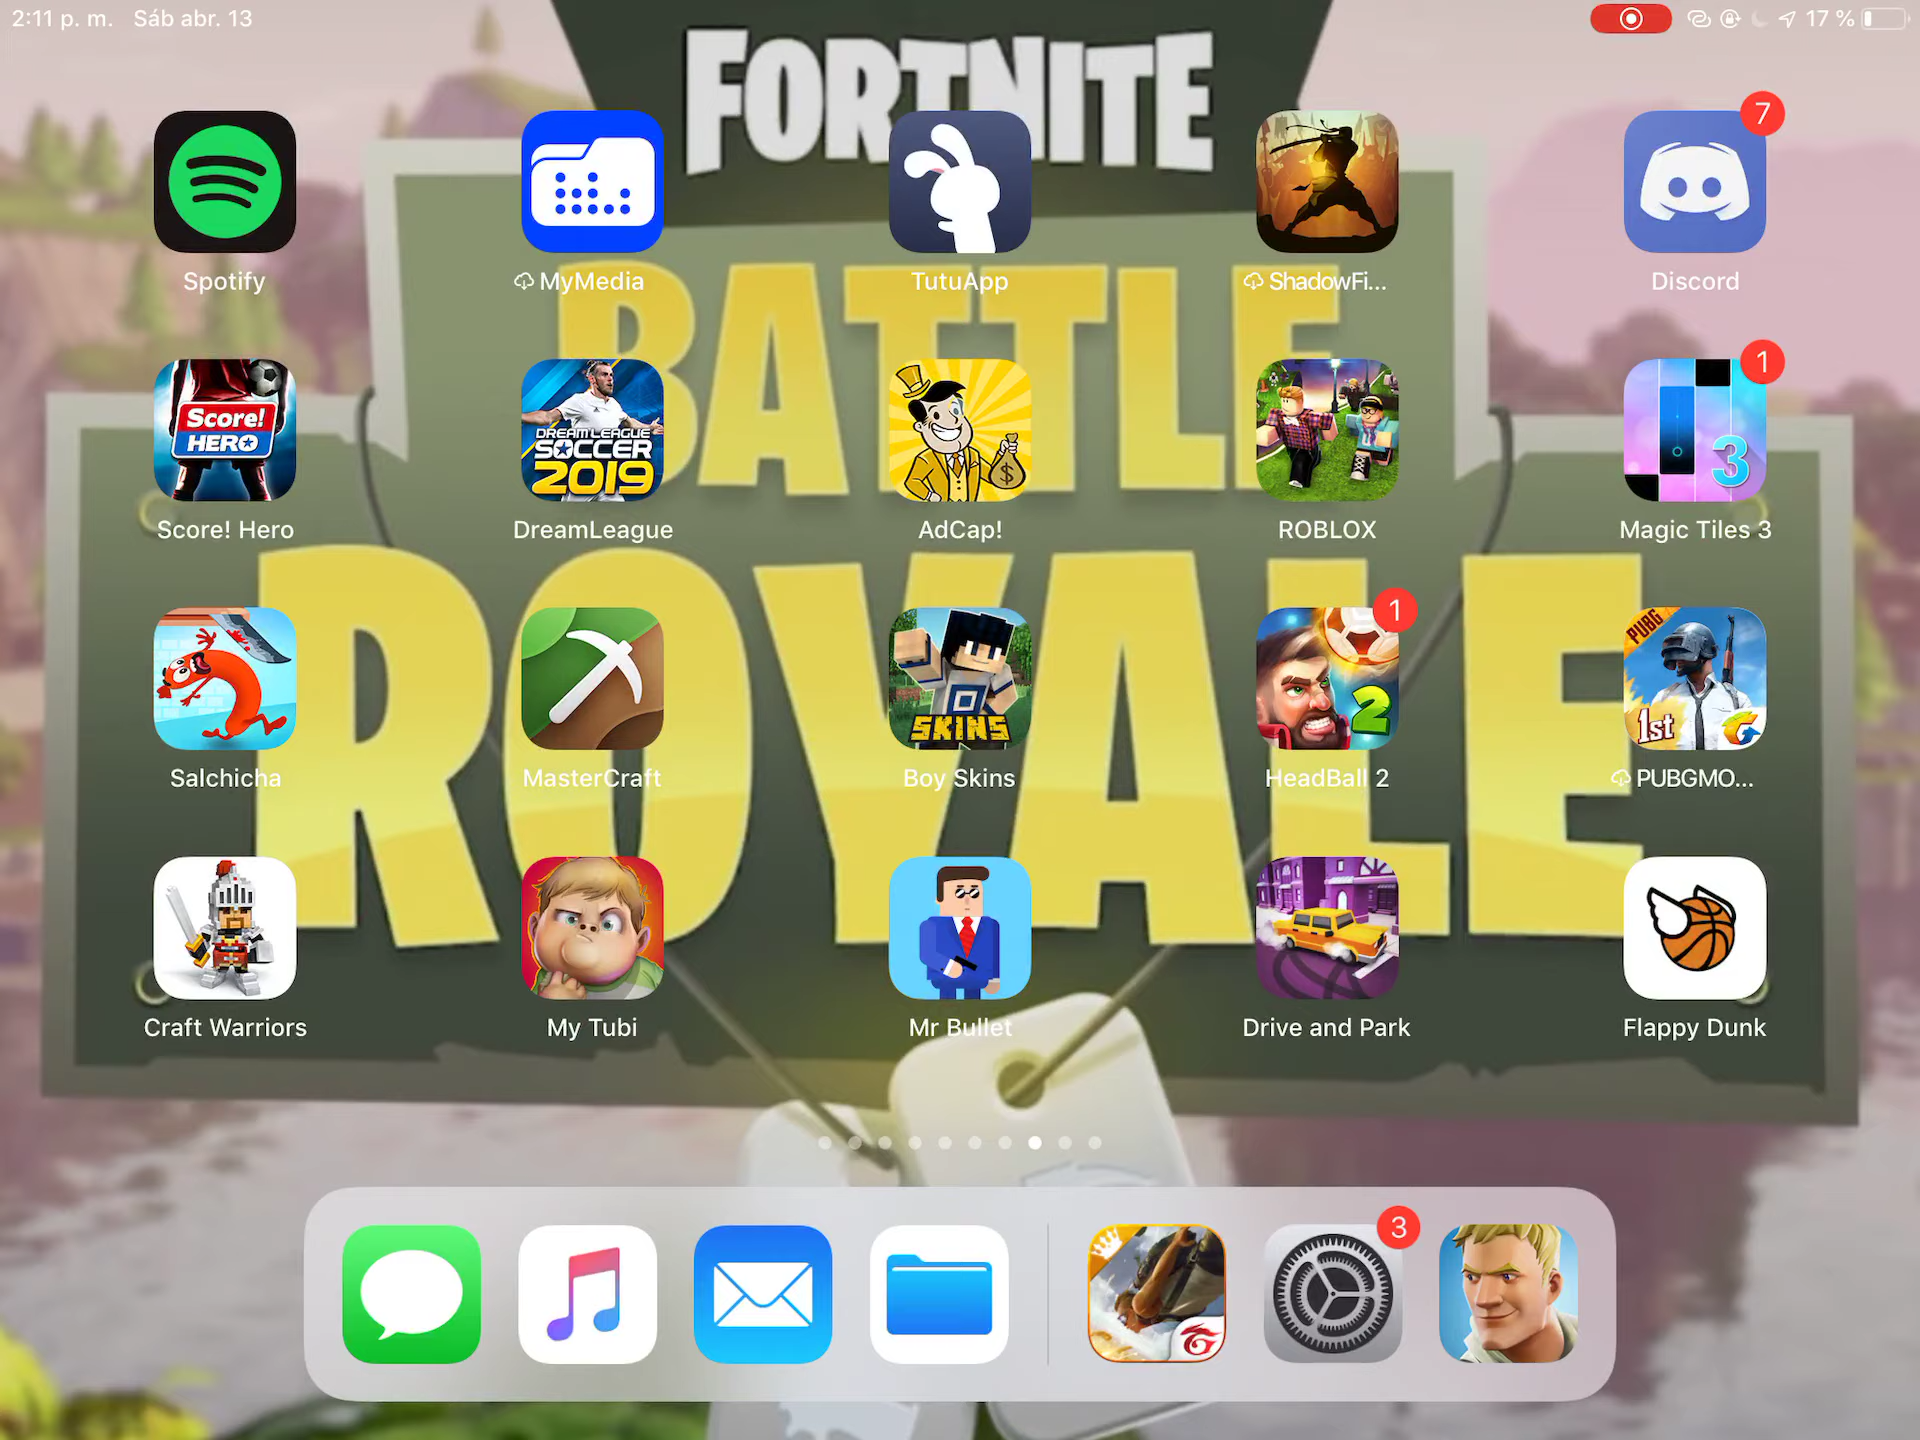 2:11 p. m. Sáb abr. 13
17 %
FORTNITE
BATTLE
ROYALE
7
Spotify
MyMedia
TutuApp
ShadowFi...
Discord
Score!
HERO
DREAM LEAGUE
SOCCER
2019
3
1
Score! Hero
DreamLeague
AdCap!
ROBLOX
Magic Tiles 3
SKINS
2
1
PUBG
1st
Salchicha
MasterCraft
Boy Skins
HeadBall 2
PUBGMO...
Craft Warriors
My Tubi
Mr Bullet
Drive and Park
Flappy Dunk
3